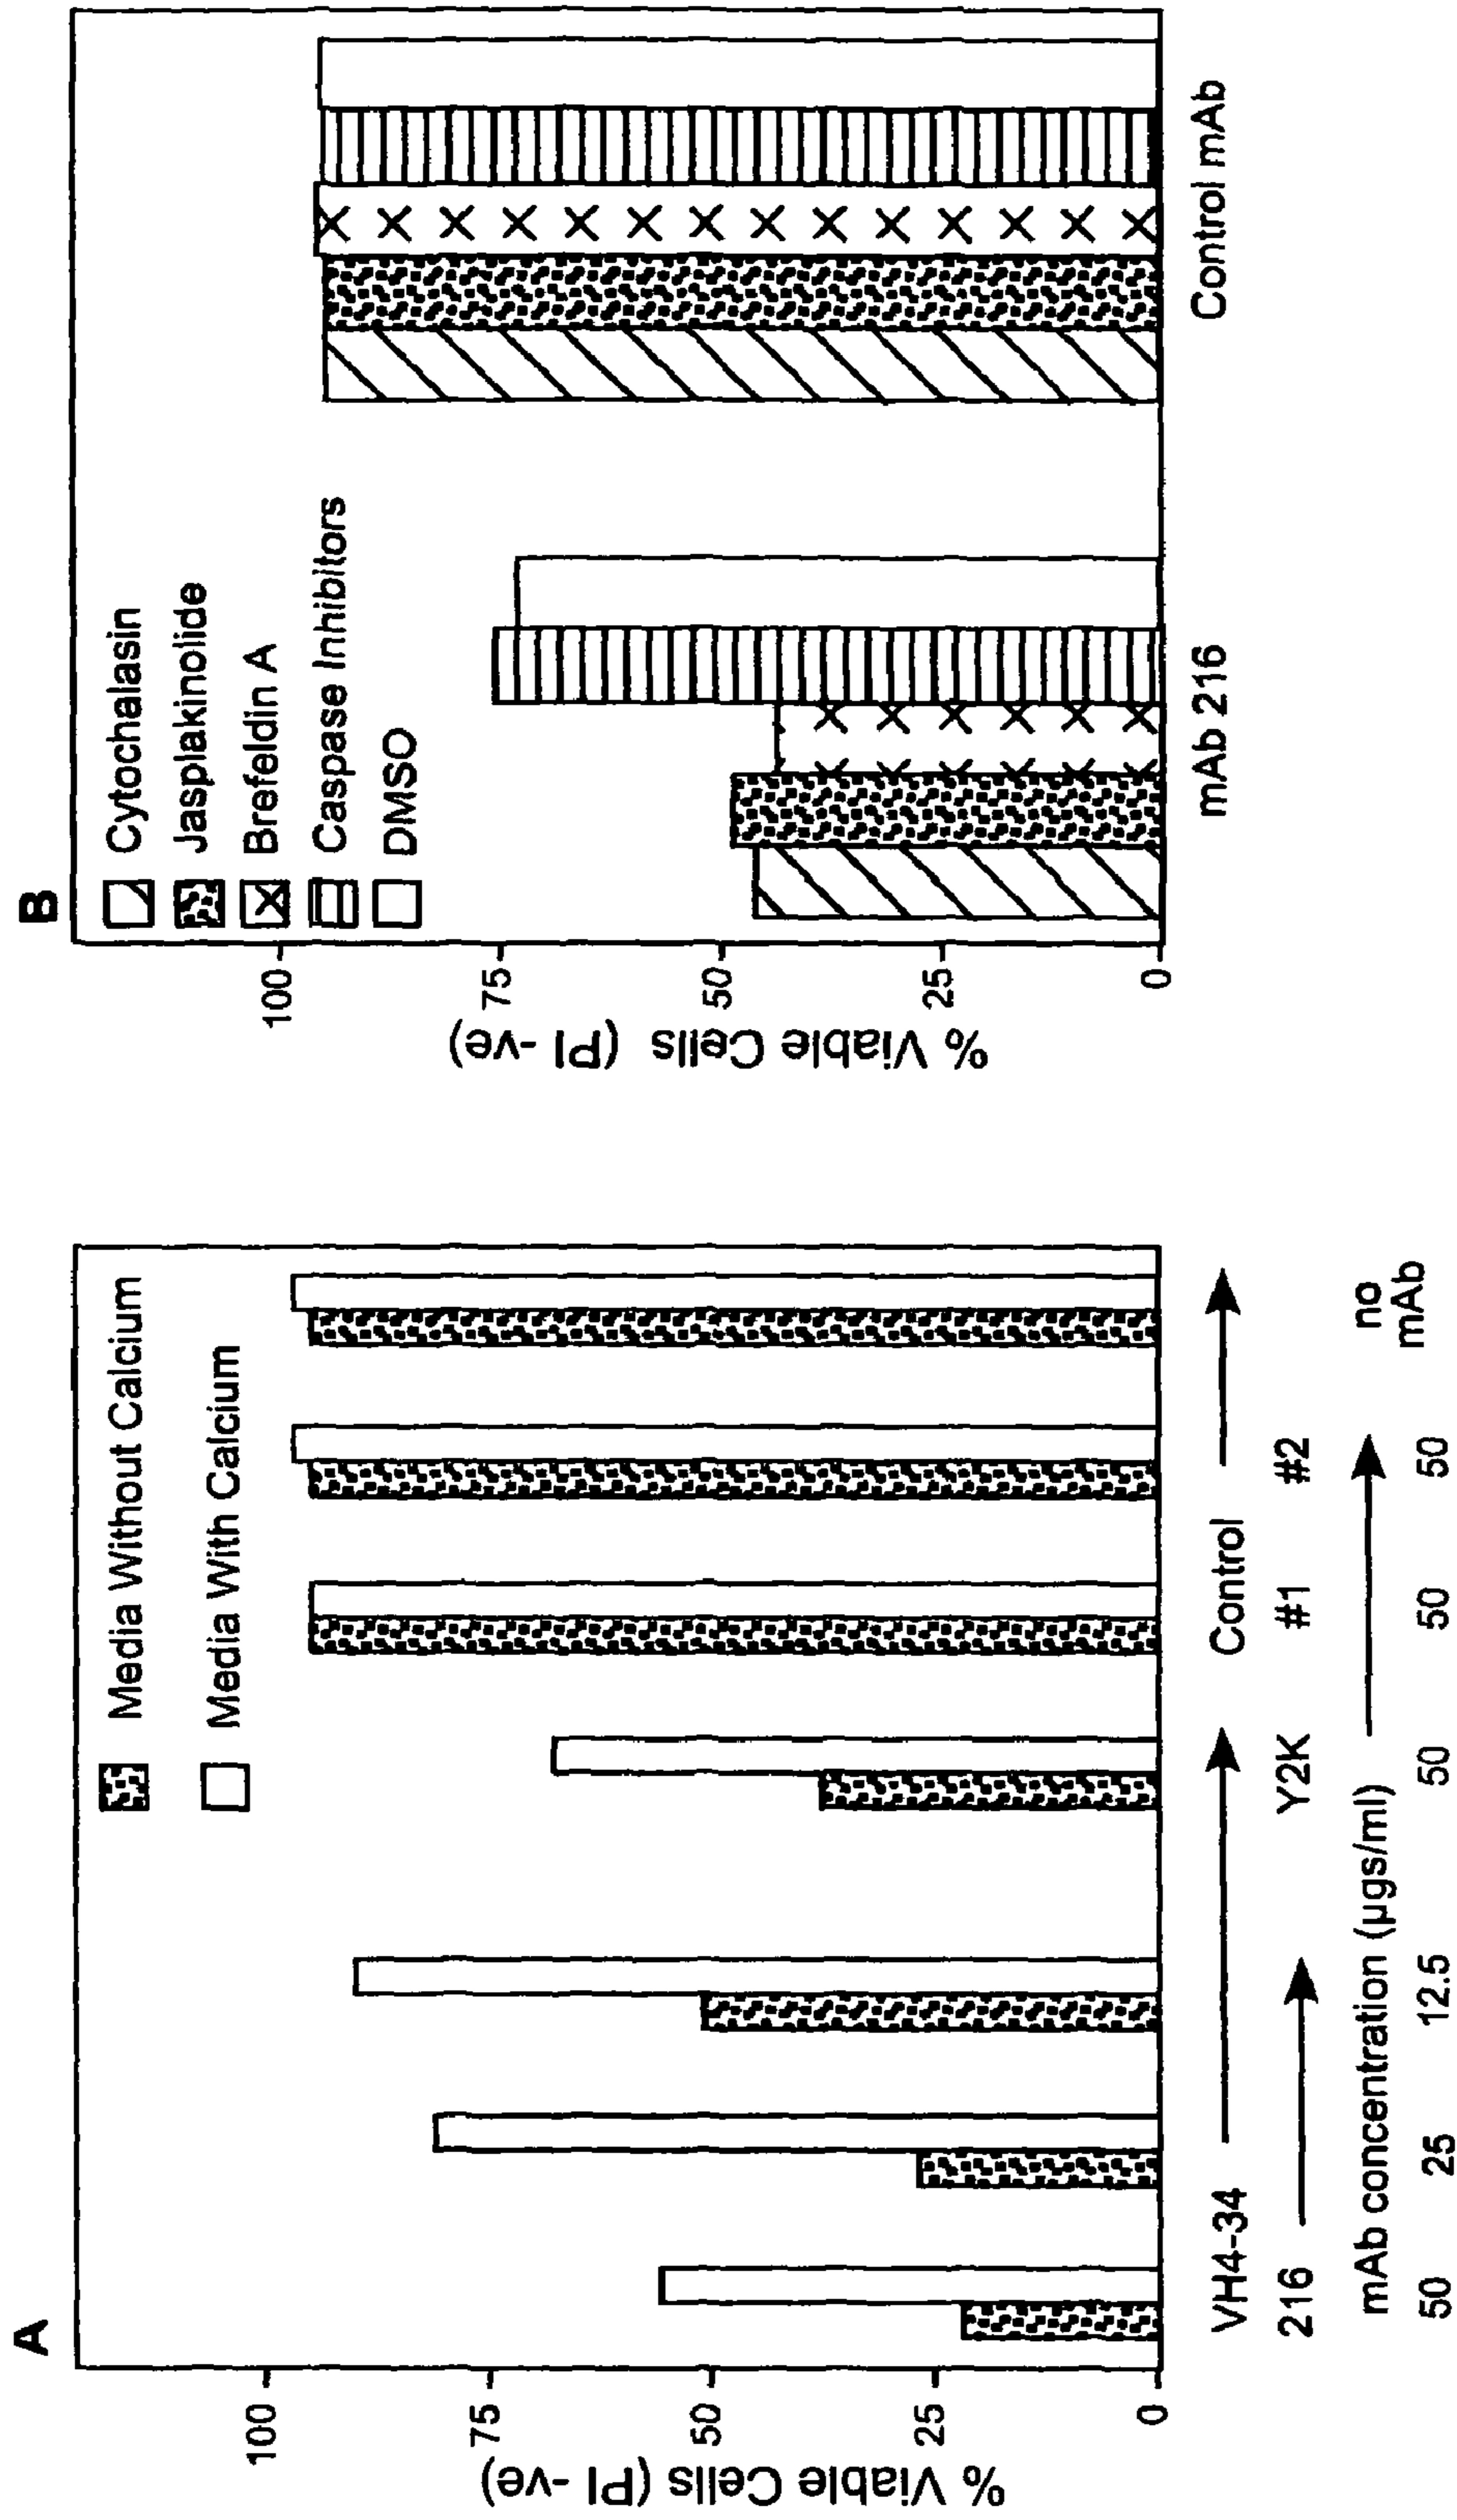 A
Media Without Calcium
Media With Calcium
% Viable Cells (PI -ve)
100
75
50
25
0
VH4-34
Control
216
Y2K
#1
#2
mAb concentration (µgs/ml)
no
mAb
50
25
12.5
50
50
50
B
Cytochalasin
Jasplakinolide
Brefeldin A
Caspase Inhibitors
DMSO
% Viable Cells (PI -ve)
100
75
50
25
0
mAb 216
Control mAb